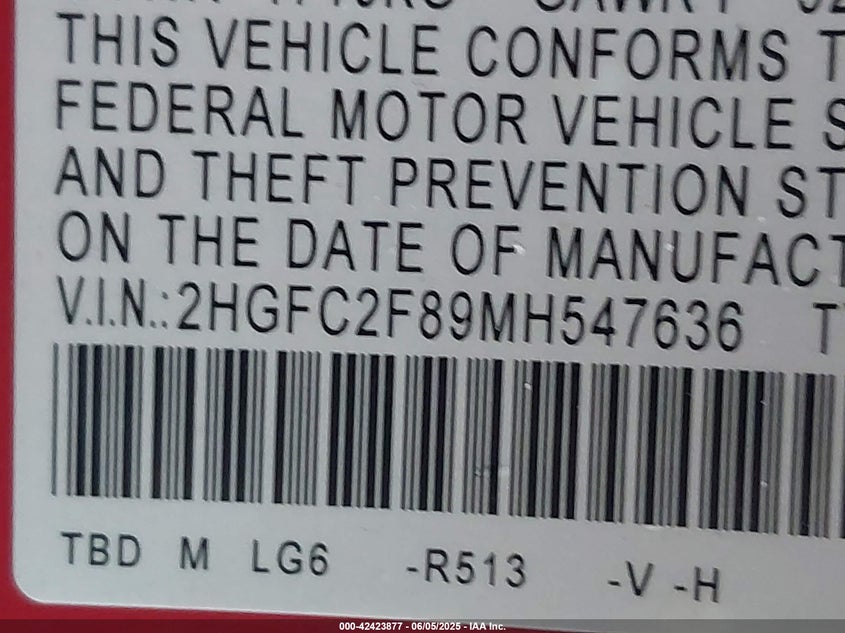 THIS VEHICLE CONFORMS T
FEDERAL MOTOR VEHICLE S
AND THEFT PREVENTION ST
ON THE DATE OF MANUFACT
V.I.N.:2HGFC2F89MH547636 T
TBD M LG6 -R513 -V -H
000-42423877 - 06/05/2025 - IAA Inc.